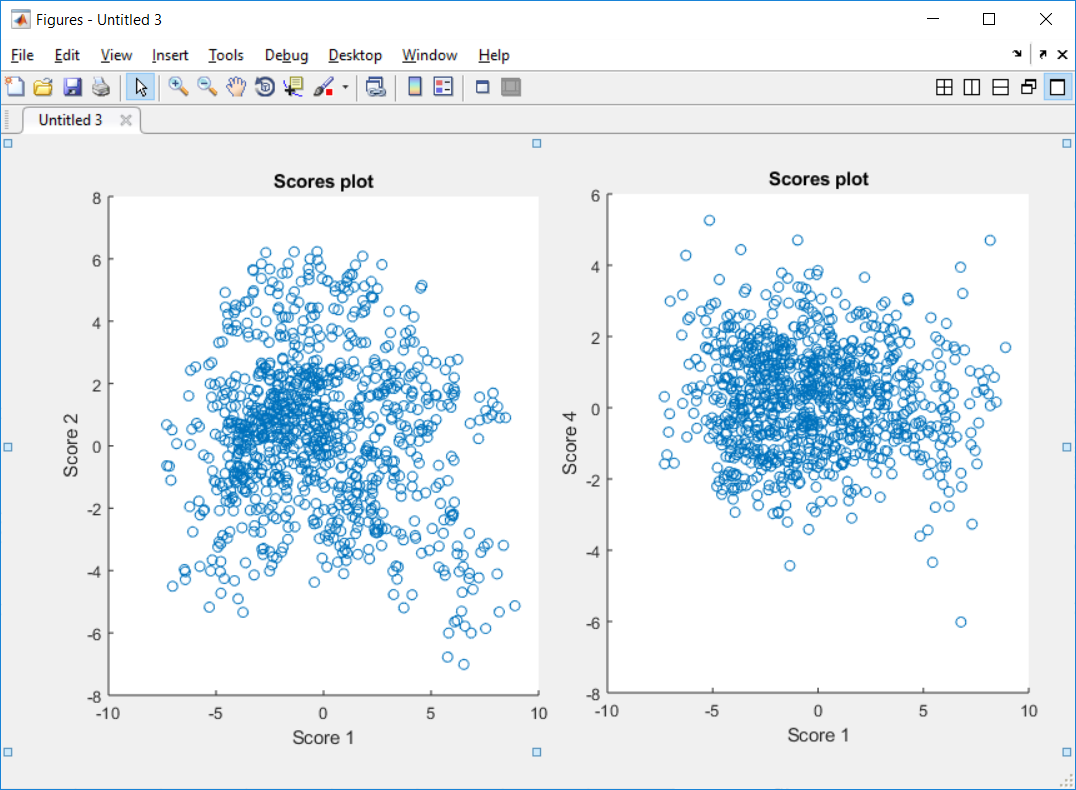 Figures - Untitled 3
File Edit View Insert Tools Debug Desktop Window Help
Untitled 3
Scores plot
8
6
4
2
0
-2
-4
-6
-8
Score 2
-10 -5 0 5 10
Score 1
Scores plot
6
4
2
0
-2
-4
-6
-8
Score 4
-10 -5 0 5 10
Score 1